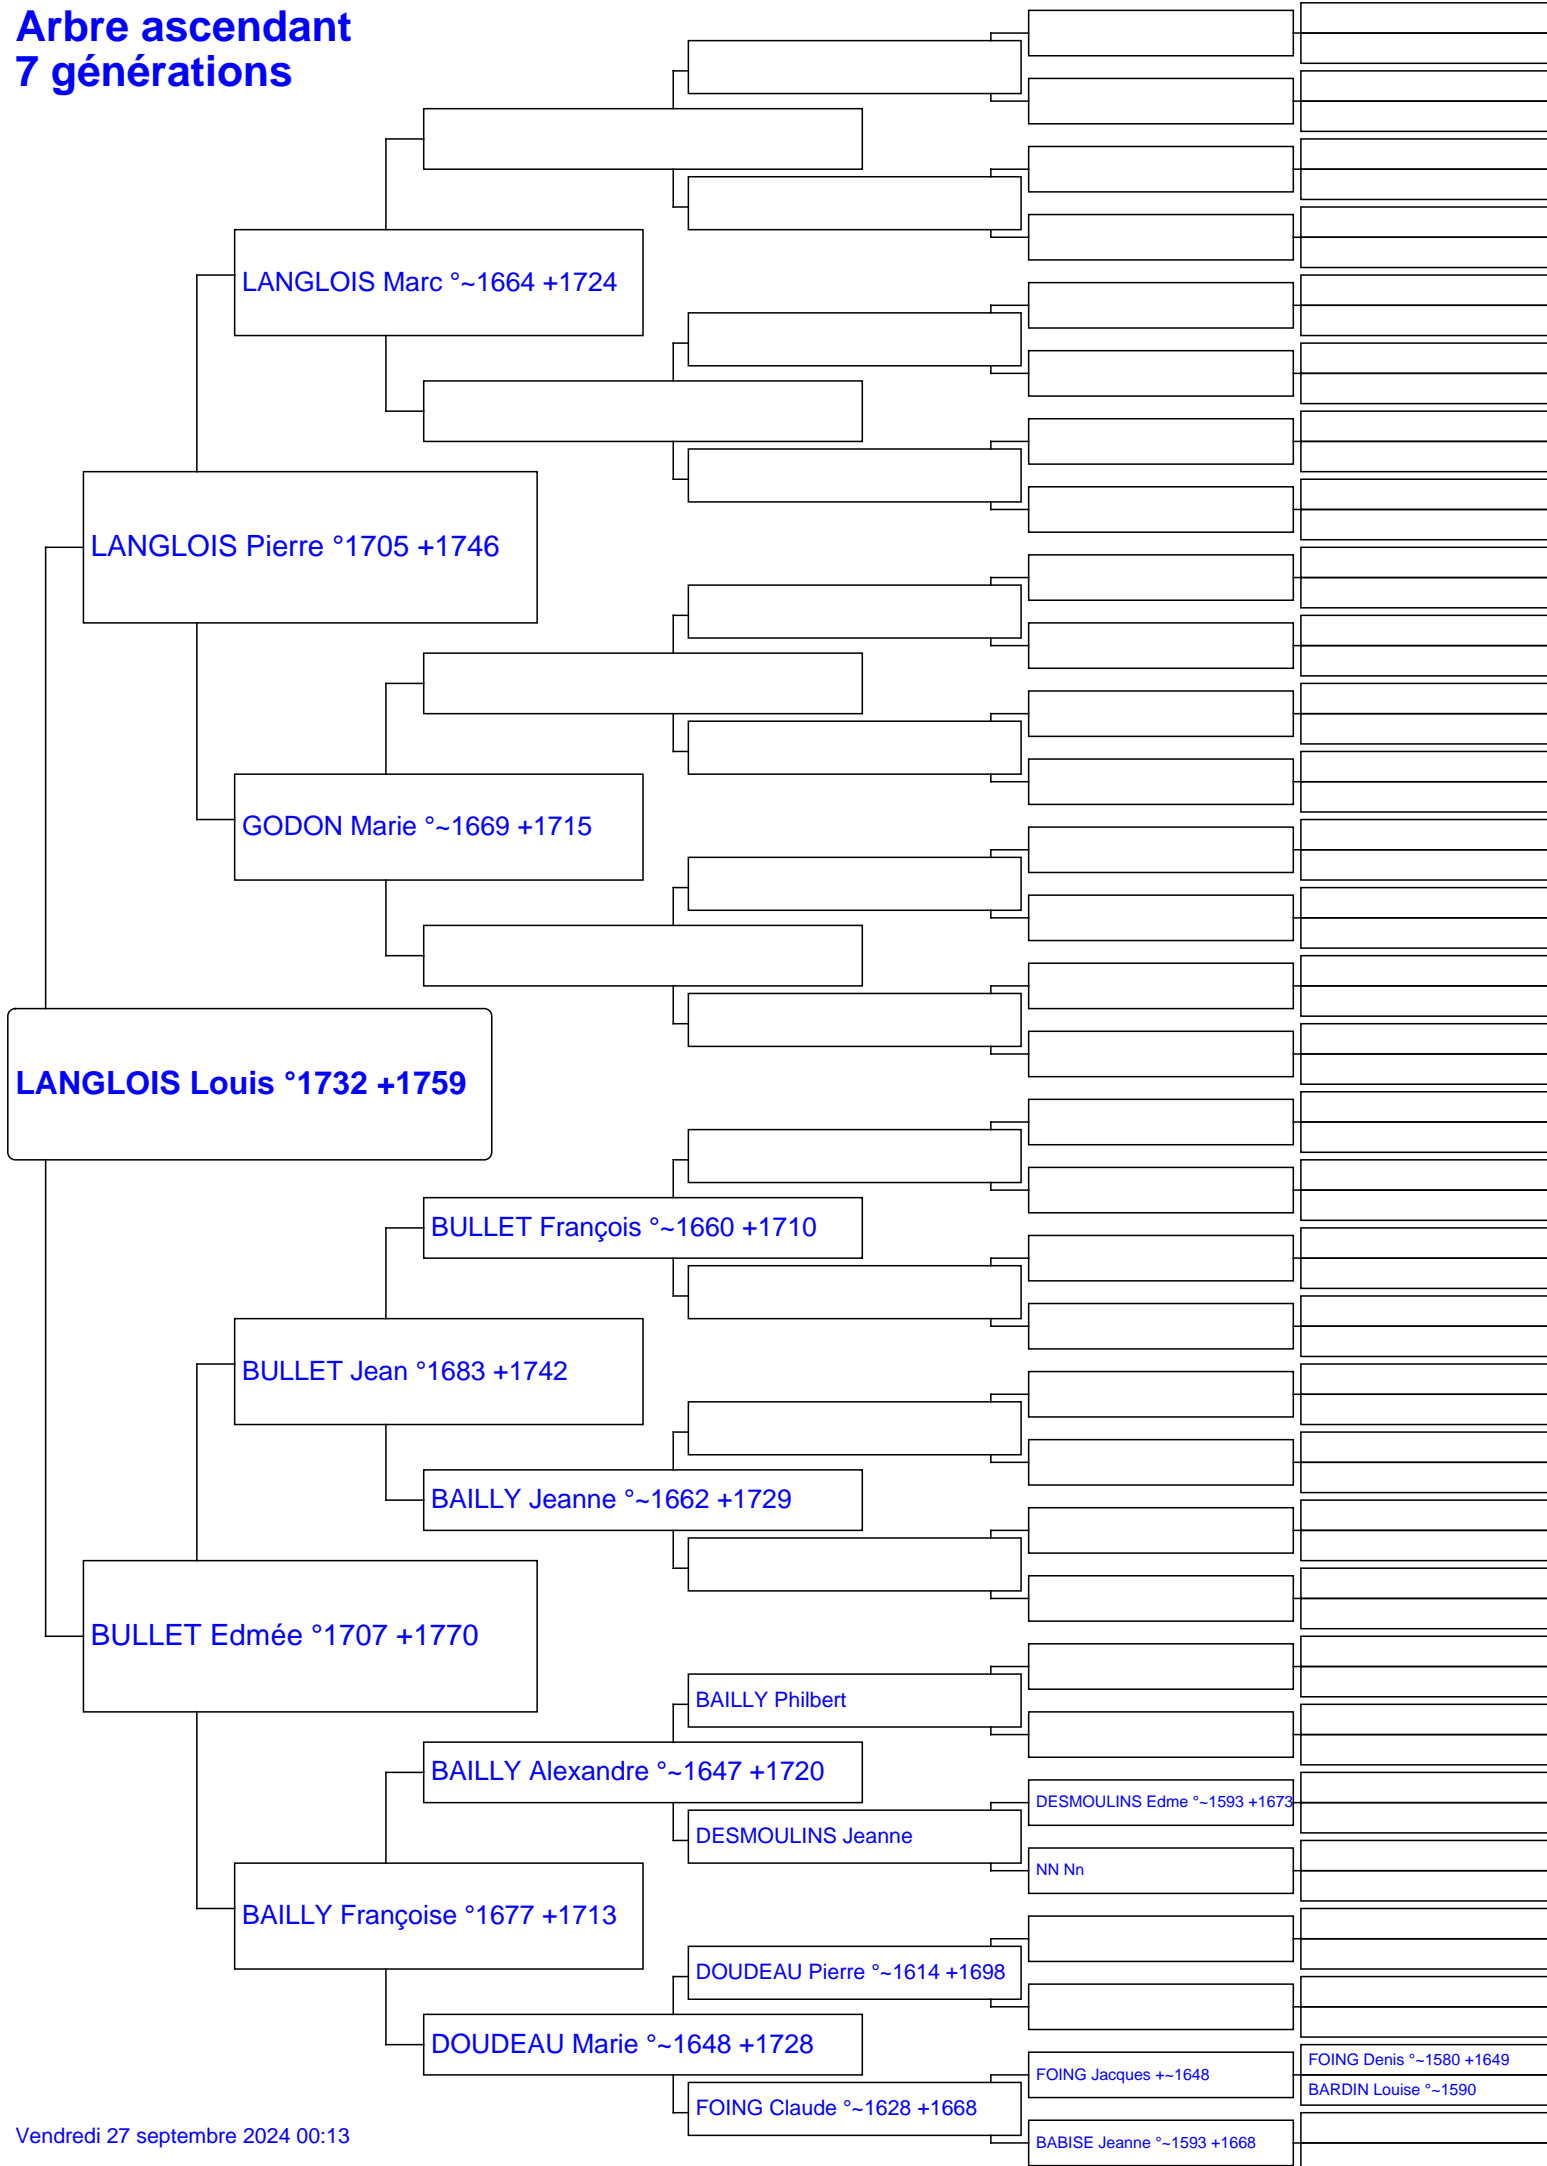 Arbre ascendant
7 générations
LANGLOIS Marc °~1664 +1724
LANGLOIS Pierre °1705 +1746
GODON Marie °~1669 +1715
LANGLOIS Louis °1732 +1759
BULLET François °~1660 +1710
BULLET Jean °1683 +1742
BAILLY Jeanne °~1662 +1729
BULLET Edmée °1707 +1770
BAILLY Philbert
BAILLY Alexandre °~1647 +1720
DESMOULINS Edme °~1593 +1673
DESMOULINS Jeanne
NN Nn
BAILLY Françoise °1677 +1713
DOUDEAU Pierre °~1614 +1698
DOUDEAU Marie °~1648 +1728
FOING Denis °~1580 +1649
FOING Jacques +~1648
BARDIN Louise °~1590
FOING Claude °~1628 +1668
BABISE Jeanne °~1593 +1668
Vendredi 27 septembre 2024 00:13